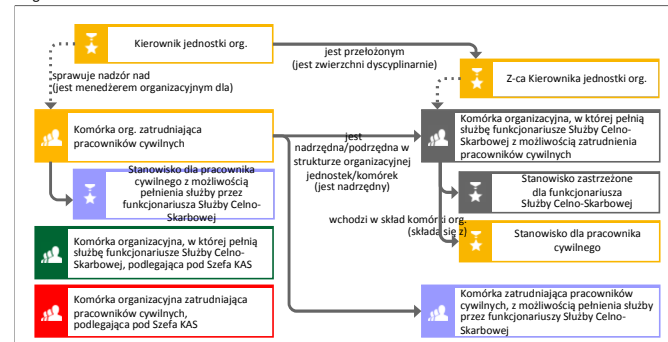 Kierownik jednostki org.
jest przełożonym
(jest zwierzchni dyscyplinarnie)
Z-ca Kierownika jednostki org.
sprawuje nadzór nad
(jest menedżerem organizacyjnym dla)
Komórka org. zatrudniająca
pracowników cywilnych
jest
nadrzędna/podrzędna w
strukturze organizacyjnej
jednostek/komórek
(jest nadrzędny)
Komórka organizacyjna, w której pełnią
służbę funkcjonariusze Służby Celno-
Skarbowej z możliwością zatrudnienia
pracowników cywilnych
Stanowisko dla pracownika
cywilnego z możliwością
pełnienia służby przez
funkcjonariusza Służby Celno-
Skarbowej
Stanowisko zastrzeżone
dla funkcjonariusza
Służby Celno-Skarbowej
wchodzi w skład komórki org.
(składa się z)
Stanowisko dla pracownika
cywilnego
Komórka organizacyjna, w której pełnią
służbę funkcjonariusze Służby Celno-
Skarbowej, podlegająca pod Szefa KAS
Komórka organizacyjna zatrudniająca
pracowników cywilnych,
podlegająca pod Szefa KAS
Komórka zatrudniająca pracowników
cywilnych, z możliwością pełnienia służby
przez funkcjonariuszy Służby Celno-
Skarbowej